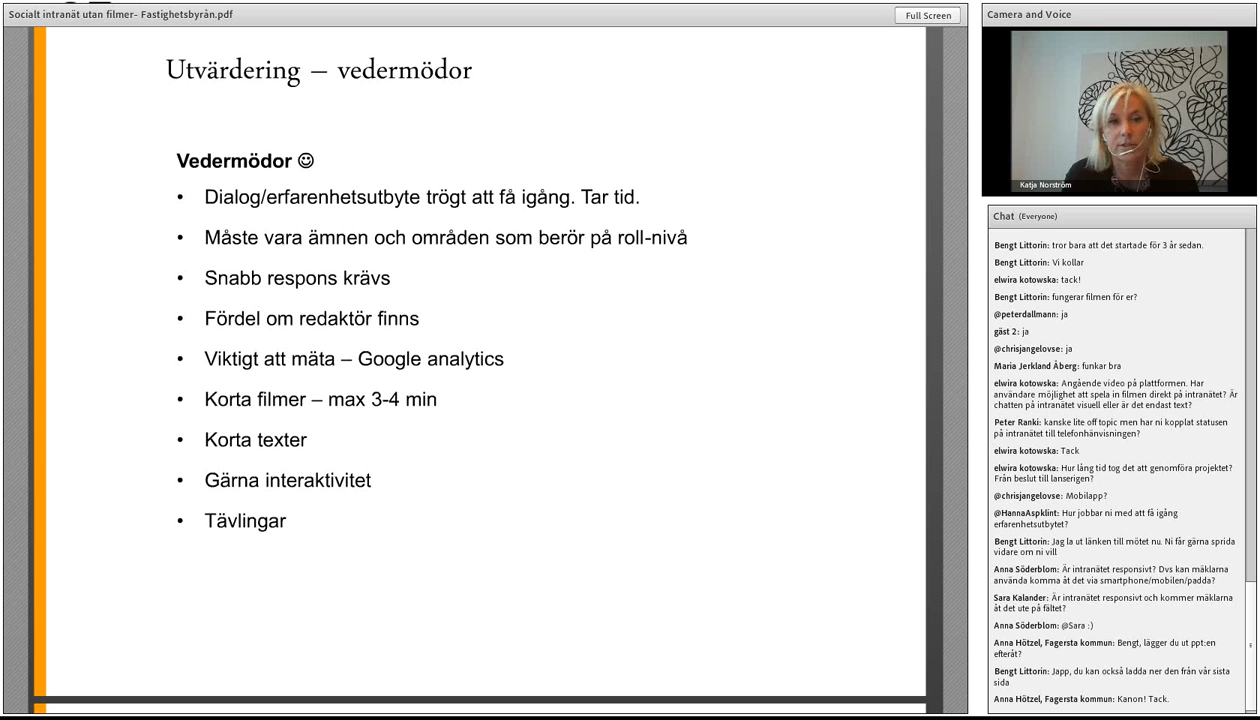 Socialt intranät utan filmer- Fastighetsbyrån.pdf
Full Screen
Utvärdering – vedermödor
Vedermödor ☺
• Dialog/erfarenhetsutbyte trögt att få igång. Tar tid.
• Måste vara ämnen och områden som berör på roll-nivå
• Snabb respons krävs
• Fördel om redaktör finns
• Viktigt att mäta – Google analytics
• Korta filmer – max 3-4 min
• Korta texter
• Gärna interaktivitet
• Tävlingar
Camera and Voice
Katja Norström
Chat (Everyone)
Bengt Littorin: tror bara att det startade för 3 år sedan.
Bengt Littorin: Vi kollar
elwira kotowska: tack!
Bengt Littorin: fungerar filmen för er?
@peterdallmann: ja
gäst 2: ja
@chrisjangelovse: ja
Maria Jerkland Åberg: funkar bra
elwira kotowska: Angående video på plattformen. Har
användare möjlighet att spela in filmen direkt på intranätet? Är
chatten på intranätet visuell eller är det endast text?
Peter Ranki: kanske lite off topic men har ni kopplat statusen
på intranätet till telefonhänvisningen?
elwira kotowska: Tack
elwira kotowska: Hur lång tid tog det att genomföra projektet?
Från beslut till lanserigen?
@chrisjangelovse: Mobilapp?
@HannaAspklint: Hur jobbar ni med att få igång
erfarenhetsutbytet?
Bengt Littorin: Jag la ut länken till mötet nu. Ni får gärna sprida
vidare om ni vill
Anna Söderblom: Är intranätet responsivt? Dvs kan mäklarna
använda komma åt det via smartphone/mobilen/padda?
Sara Kalander: Är intranätet responsivt och kommer mäklarna
åt det ute på fältet?
Anna Söderblom: @Sara :)
Anna Hötzel, Fagersta kommun: Bengt, lägger du ut ppt:en
efteråt?
Bengt Littorin: Japp, du kan också ladda ner den från vår sista
sida
Anna Hötzel, Fagersta kommun: Kanon! Tack.